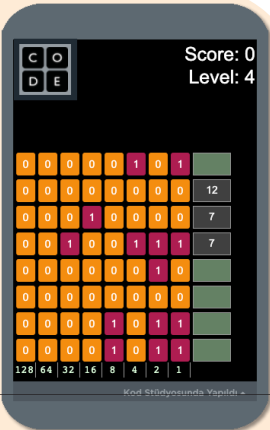 C O
D E
Score: 0
Level: 4
0 0 0 0 0 1 0 1
0 0 0 0 0 0 0 0 12
0 0 0 1 0 0 0 0 7
0 0 1 0 0 1 1 1 7
0 0 0 0 0 0 1 0
0 0 0 0 0 0 0 0
0 0 0 0 1 0 1 1
0 0 0 0 1 0 1 1
128 64 32 16 8 4 2 1
Kod Stüdyosunda Yapıldı